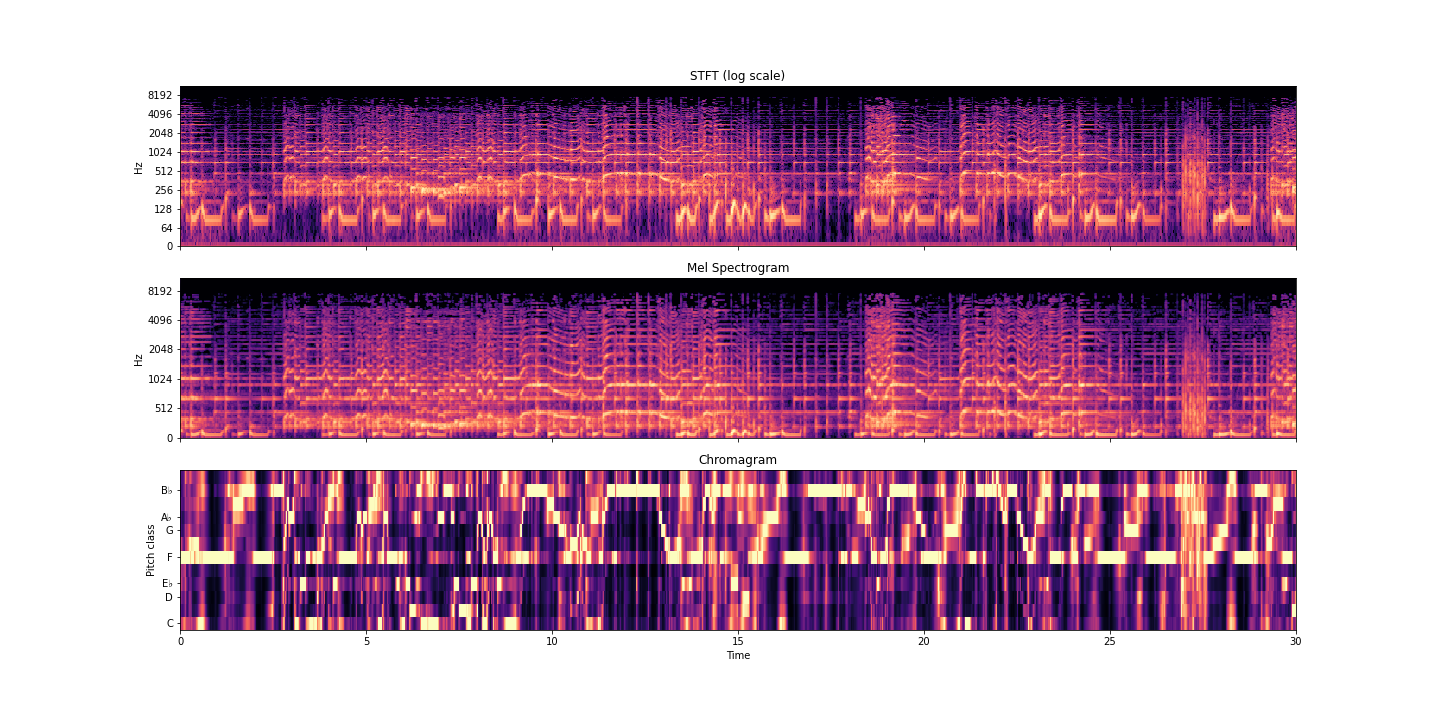 STFT (log scale)
Hz
8192
4096
2048
1024
512
256
128
64
0
Mel Spectrogram
Hz
8192
4096
2048
1024
512
0
Chromagram
Pitch class
B♭
A♭
G
F
E♭
D
C
0 5 10 15 20 25 30
Time